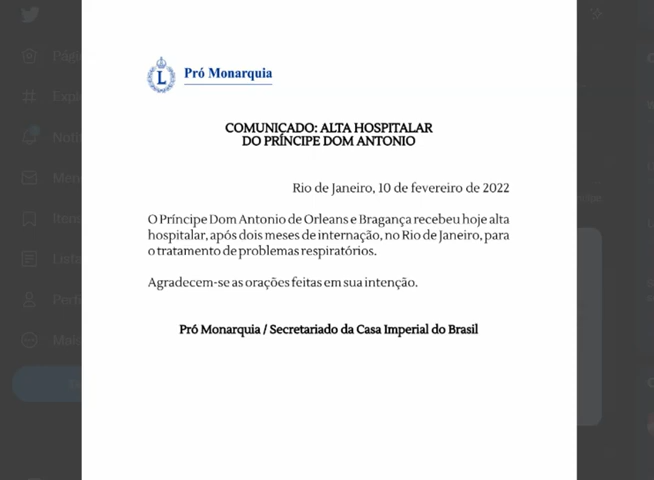 L
Pró Monarquia
COMUNICADO: ALTA HOSPITALAR
DO PRÍNCIPE DOM ANTONIO
Rio de Janeiro, 10 de fevereiro de 2022
O Príncipe Dom Antonio de Orleans e Bragança recebeu hoje alta
hospitalar, após dois meses de internação, no Rio de Janeiro, para
o tratamento de problemas respiratórios.
Agradecem-se as orações feitas em sua intenção.
Pró Monarquia / Secretariado da Casa Imperial do Brasil